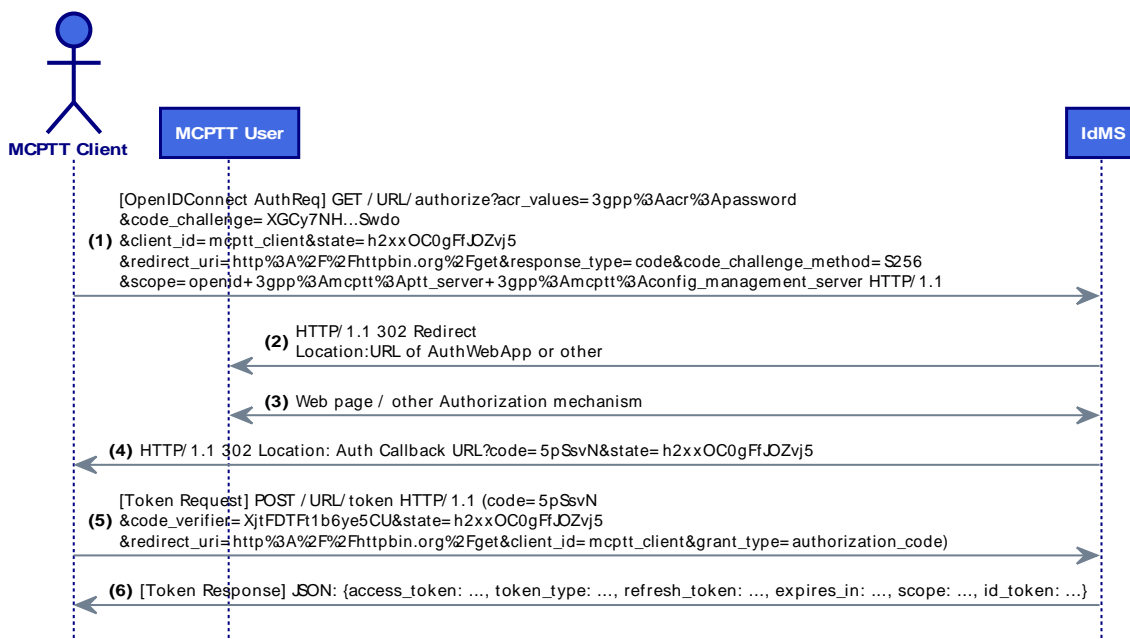 MCPTT Client
MCPTT User
IdMS
[OpenIDConnect AuthReq] GET /URL/authorize?acr_values=3gpp%3Aacr%3Apassword
&code_challenge=XGCy7NH...Swdo
(1) &client_id=mcptt_client&state=h2xxOC0gFfJOZvj5
&redirect_uri=http%3A%2F%2Fhttpbin.org%2Fget&response_type=code&code_challenge_method=S256
&scope=openid+3gpp%3Amcptt%3Aptt_server+3gpp%3Amcptt%3Aconfig_management_server HTTP/1.1
HTTP/1.1 302 Redirect
(2)
Location:URL of AuthWebApp or other
(3) Web page / other Authorization mechanism
(4) HTTP/1.1 302 Location: Auth Callback URL?code=5pSsvN&state=h2xxOC0gFfJOZvj5
[Token Request] POST /URL/token HTTP/1.1 (code=5pSsvN
(5) &code_verifier=XjtFDTFt1b6ye5CU&state=h2xxOC0gFfJOZvj5
&redirect_uri=http%3A%2F%2Fhttpbin.org%2Fget&client_id=mcptt_client&grant_type=authorization_code)
(6) [Token Response] JSON: {access_token: ..., token_type: ..., refresh_token: ..., expires_in: ..., scope: ..., id_token: ...}